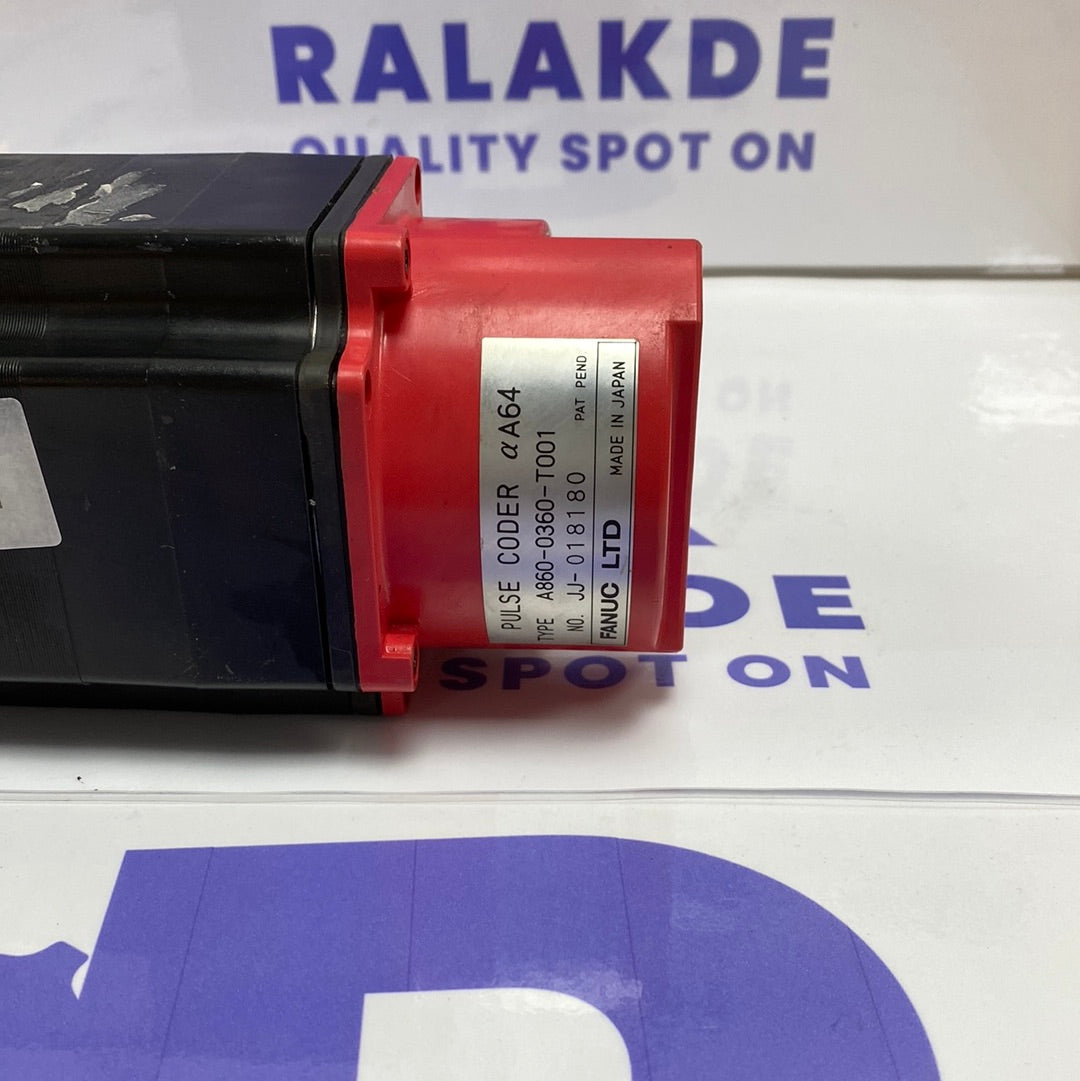 RALAKDE
QUALITY SPOT ON
PULSE CODER αA64
TYPE A860-0360-T001
NO. JJ-018180 PAT PEND
FANUC LTD MADE IN JAPAN
DE
SPOT ON